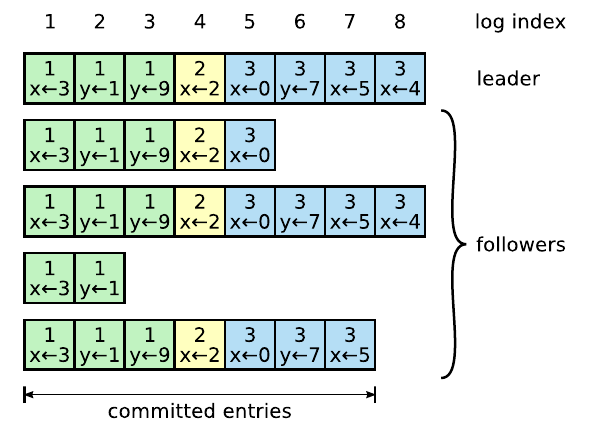 1 2 3 4 5 6 7 8 log index
1 1 1 2 3 3 3 3
x←3 y←1 y←9 x←2 x←0 y←7 x←5 x←4
leader
1 1 1 2 3
x←3 y←1 y←9 x←2 x←0
1 1 1 2 3 3 3 3
x←3 y←1 y←9 x←2 x←0 y←7 x←5 x←4
followers
1 1
x←3 y←1
1 1 1 2 3 3 3
x←3 y←1 y←9 x←2 x←0 y←7 x←5
committed entries